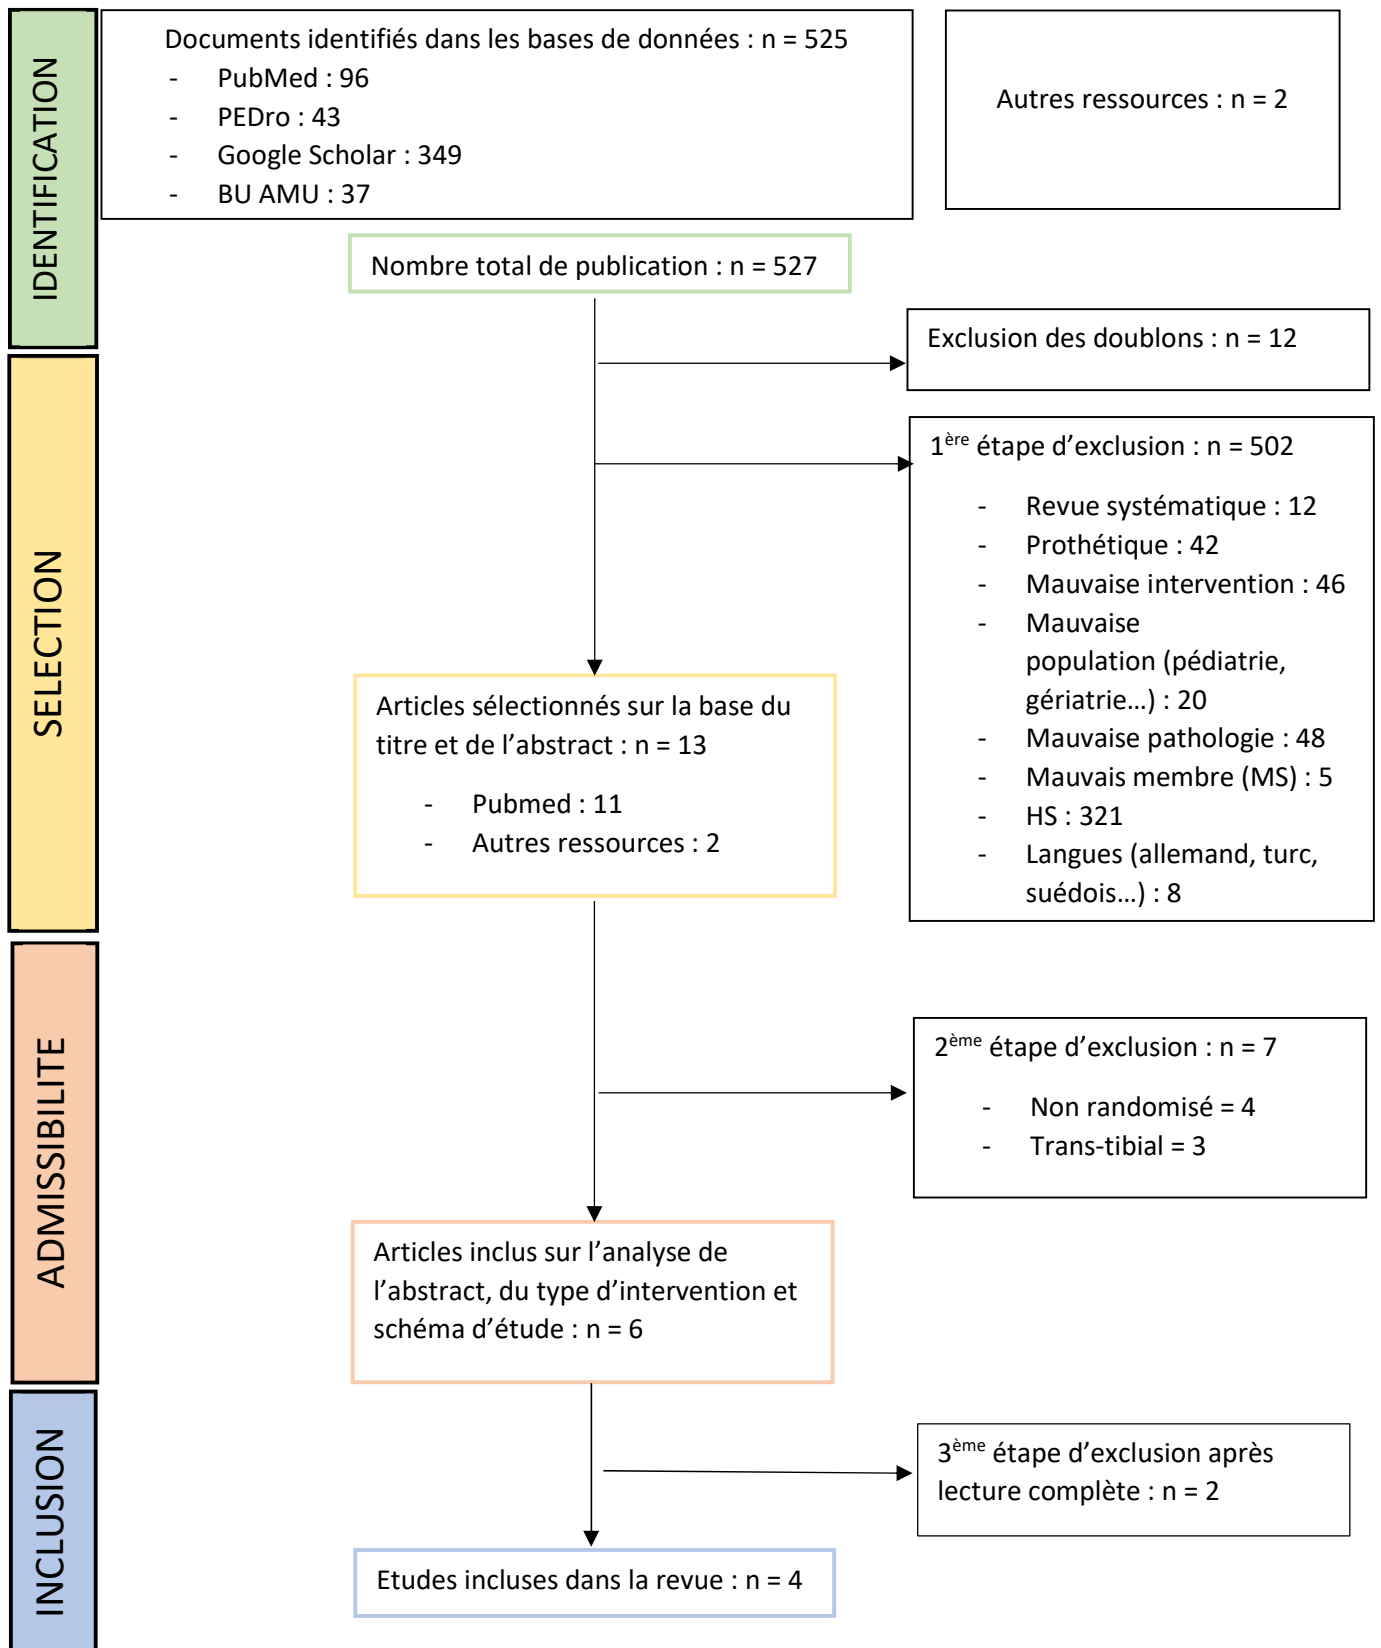 IDENTIFICATION
Documents identifiés dans les bases de données : n = 525
- PubMed : 96
- PEDro : 43
- Google Scholar : 349
- BU AMU : 37
Autres ressources : n = 2
Nombre total de publication : n = 527
Exclusion des doublons : n = 12
SELECTION
1ère étape d’exclusion : n = 502
- Revue systématique : 12
- Prothétique : 42
- Mauvaise intervention : 46
- Mauvaise
population (pédiatrie,
gériatrie…) : 20
- Mauvaise pathologie : 48
- Mauvais membre (MS) : 5
- HS : 321
- Langues (allemand, turc,
suédois…) : 8
Articles sélectionnés sur la base du
titre et de l’abstract : n = 13
- Pubmed : 11
- Autres ressources : 2
ADMISSIBILITE
2ème étape d’exclusion : n = 7
- Non randomisé = 4
- Trans-tibial = 3
Articles inclus sur l’analyse de
l’abstract, du type d’intervention et
schéma d’étude : n = 6
INCLUSION
3ème étape d’exclusion après
lecture complète : n = 2
Etudes incluses dans la revue : n = 4